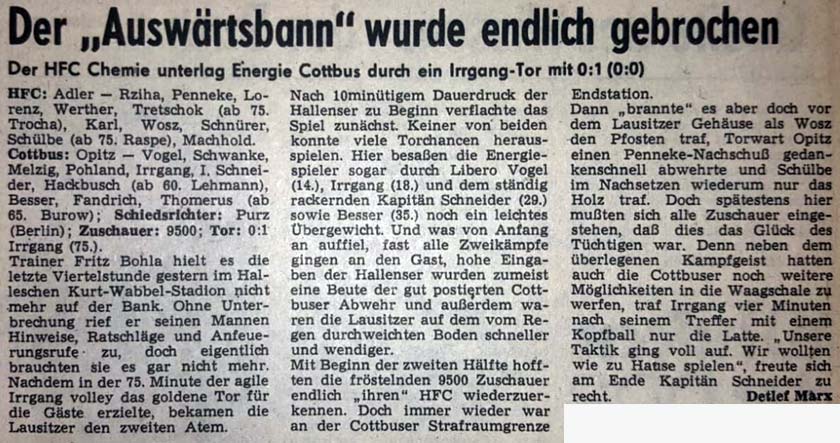 Der „Auswärtsbann“ wurde endlich gebrochen
Der HFC Chemie unterlag Energie Cottbus durch ein Irrgang-Tor mit 0:1 (0:0)
HFC: Adler – Rziha, Penneke, Lo-
renz, Werther, Tretschok (ab 75.
Trocha), Karl, Wosz, Schnürer,
Schülbe (ab 75. Raspe), Machhold.
Cottbus: Opitz – Vogel, Schwanke,
Melzig, Pohland, Irrgang, I. Schnei-
der, Hackbusch (ab 60. Lehmann),
Besser, Fandrich, Thomerus (ab
65. Burow); Schiedsrichter: Purz
(Berlin); Zuschauer: 9500; Tor: 0:1
Irrgang (75.).
Trainer Fritz Bohla hielt es die
letzte Viertelstunde gestern im Hal-
leschen Kurt-Wabbel-Stadion nicht
mehr auf der Bank. Ohne Unter-
brechung rief er seinen Mannen
Hinweise, Ratschläge und Anfeue-
rungsrufe zu, doch eigentlich
brauchten sie es gar nicht mehr.
Nachdem in der 75. Minute der agile
Irrgang volley das goldene Tor für
die Gäste erzielte, bekamen die
Lausitzer den zweiten Atem.
Nach 10minütigem Dauerdruck der
Hallenser zu Beginn verflachte das
Spiel zunächst. Keiner von beiden
konnte viele Torchancen heraus-
spielen. Hier besaßen die Energie-
spieler sogar durch Libero Vogel
(14.), Irrgang (18.) und dem ständig
rackernden Kapitän Schneider (29.)
sowie Besser (35.) noch ein leichtes
Übergewicht. Und was von Anfang
an auffiel, fast alle Zweikämpfe
gingen an den Gast, hohe Einga-
ben der Hallenser wurden zumeist
eine Beute der gut postierten Cott-
buser Abwehr und außerdem wa-
ren die Lausitzer auf dem vom Re-
gen durchweichten Boden schneller
und wendiger.
Mit Beginn der zweiten Hälfte hoff-
ten die fröstelnden 9500 Zuschauer
endlich „ihren“ HFC wiederzuer-
kennen. Doch immer wieder war
an der Cottbuser Strafraumgrenze
Endstation.
Dann „brannte“ es aber doch vor
dem Lausitzer Gehäuse als Wosz
den Pfosten traf, Torwart Opitz
einen Penneke-Nachschuß gedan-
kenschnell abwehrte und Schülbe
im Nachsetzen wiederum nur das
Holz traf. Doch spätestens hier
mußten sich alle Zuschauer einge-
stehen, daß dies das Glück des
Tüchtigen war. Denn neben dem
überlegenen Kampfgeist hatten
auch die Cottbuser noch weitere
Möglichkeiten in die Waagschale zu
werfen, traf Irrgang vier Minuten
nach seinem Treffer mit einem
Kopfball nur die Latte. „Unsere
Taktik ging voll auf. Wir wollten
wie zu Hause spielen“, freute sich
am Ende Kapitän Schneider zu
recht. Detlef Marx